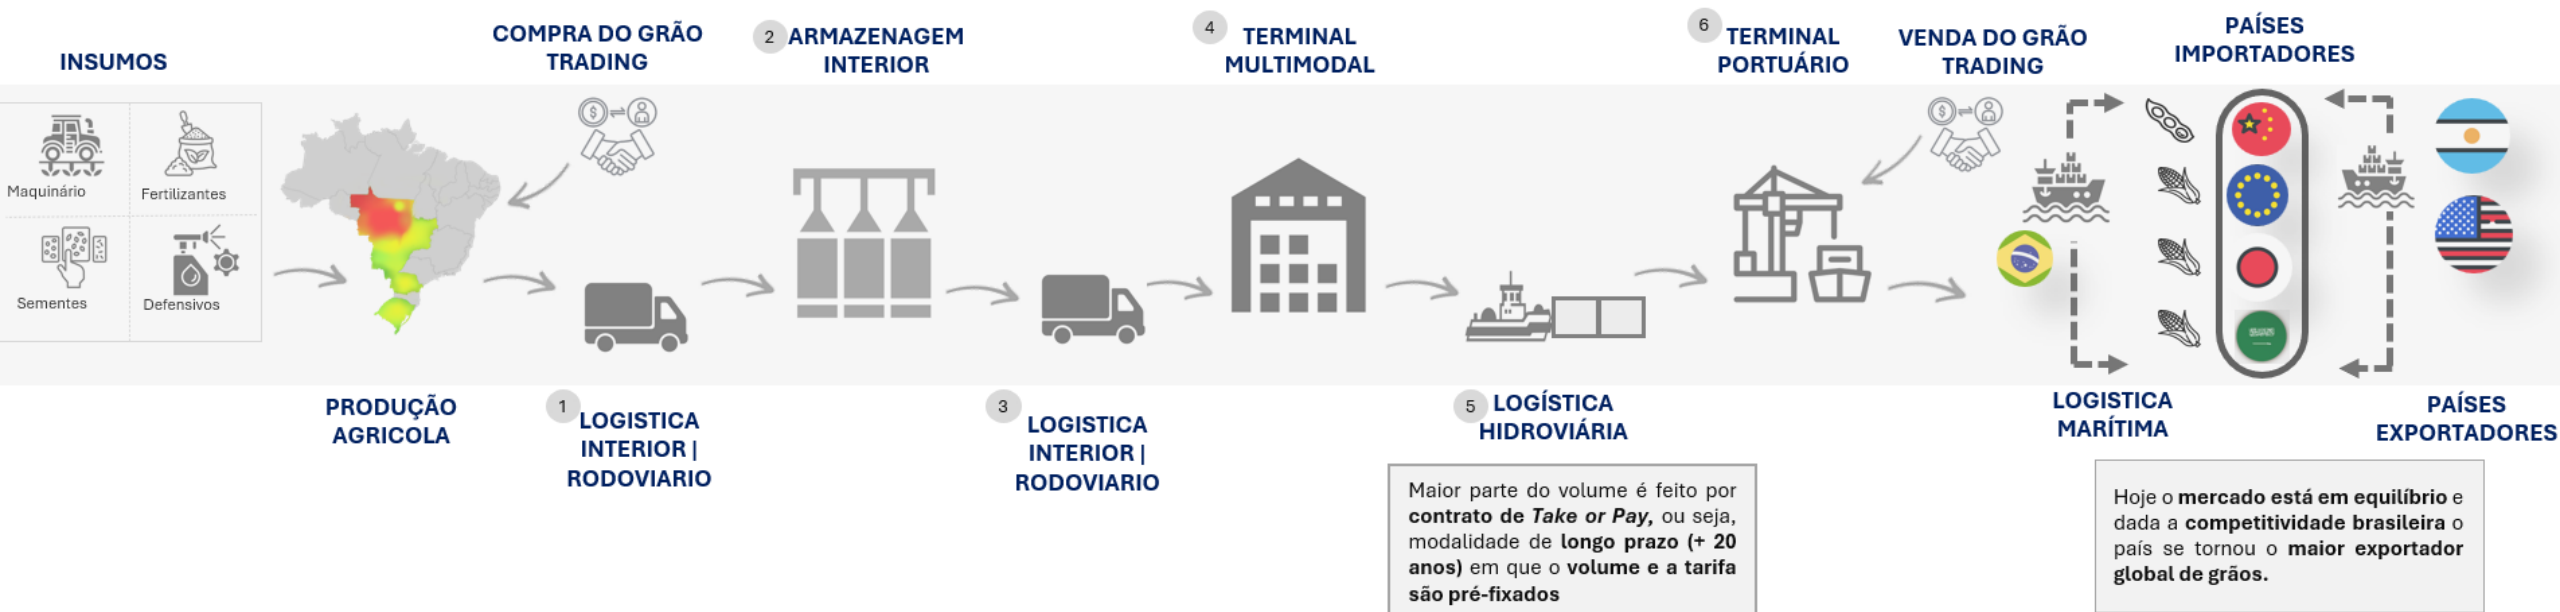 INSUMOS
COMPRA DO GRÃO
TRADING
2
ARMAZENAGEM
INTERIOR
4
TERMINAL
MULTIMODAL
6
TERMINAL
PORTUÁRIO
VENDA DO GRÃO
TRADING
PAÍSES
IMPORTADORES
Maquinário
Fertilizantes
Sementes
Defensivos
PRODUÇÃO
AGRICOLA
1
LOGISTICA
INTERIOR |
RODOVIARIO
3
LOGISTICA
INTERIOR |
RODOVIARIO
5
LOGÍSTICA
HIDROVIÁRIA
LOGISTICA
MARÍTIMA
PAÍSES
EXPORTADORES
Maior parte do volume é feito por
contrato de Take or Pay, ou seja,
modalidade de longo prazo (+ 20
anos) em que o volume e a tarifa
são pré-fixados
Hoje o mercado está em equilíbrio e
dada a competitividade brasileira o
país se tornou o maior exportador
global de grãos.